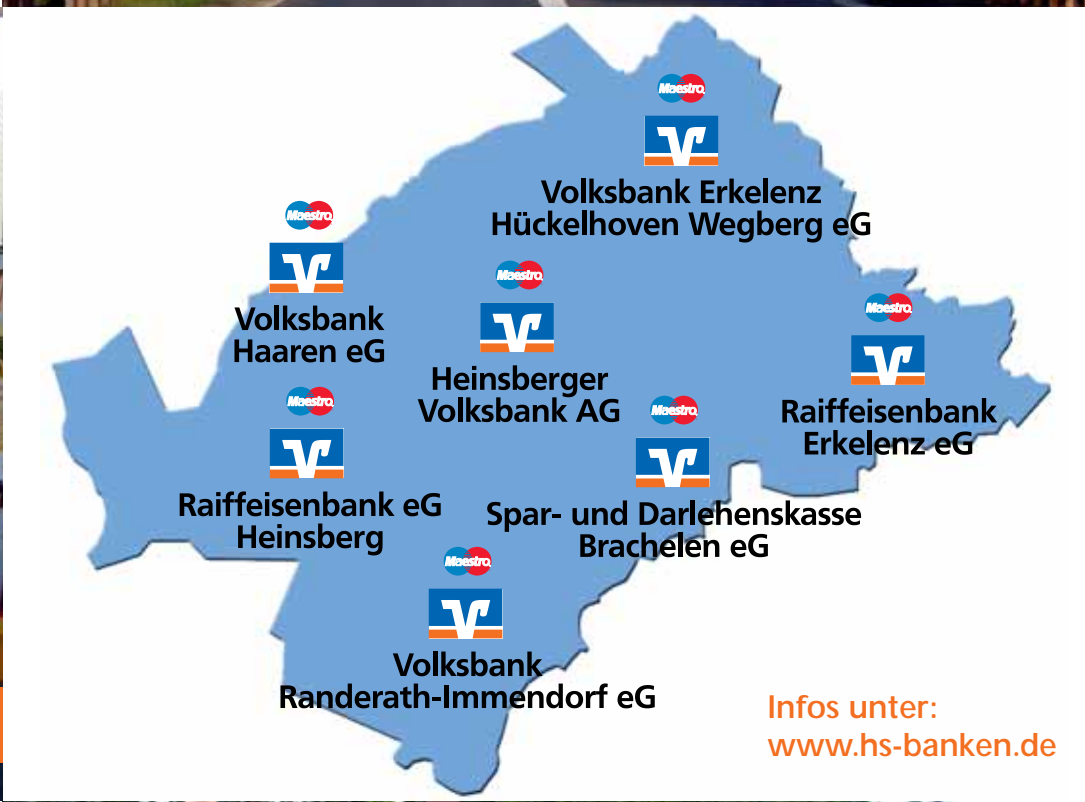 Maestro
Volksbank Erkelenz
Hückelhoven Wegberg eG
Maestro
Volksbank
Haaren eG
Maestro
Heinsberger
Volksbank AG
Maestro
Raiffeisenbank
Erkelenz eG
Maestro
Raiffeisenbank eG
Heinsberg
Maestro
Spar- und Darlehenskasse
Brachelen eG
Maestro
Volksbank
Randerath-Immendorf eG
Infos unter:
www.hs-banken.de